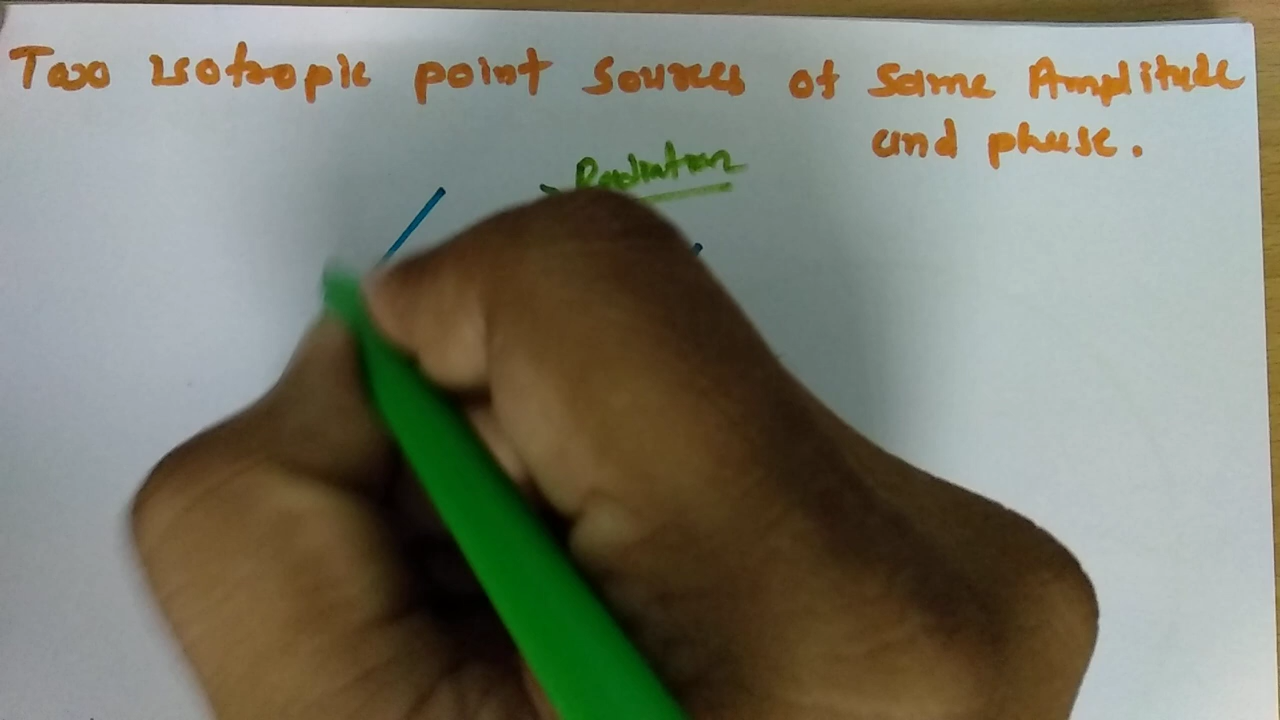 Two isotropic point sources of same Amplitude
and phase.
Radiation